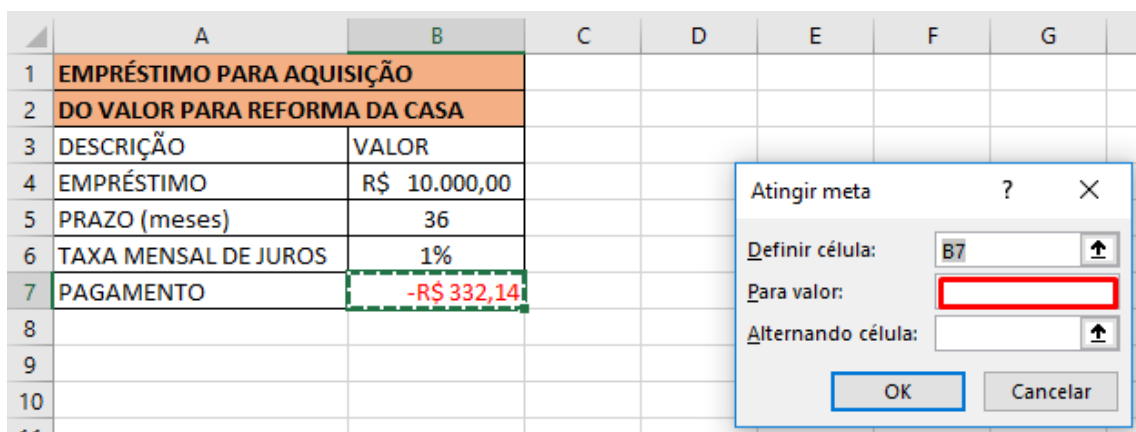 A B C D E F G
1 EMPRÉSTIMO PARA AQUISIÇÃO
2 DO VALOR PARA REFORMA DA CASA
3 DESCRIÇÃO VALOR
4 EMPRÉSTIMO R$ 10.000,00
5 PRAZO (meses) 36
6 TAXA MENSAL DE JUROS 1%
7 PAGAMENTO -R$ 332,14
8
9
10
Atingir meta ? ×
Definir célula: B7
Para valor:
Alternando célula:
OK Cancelar